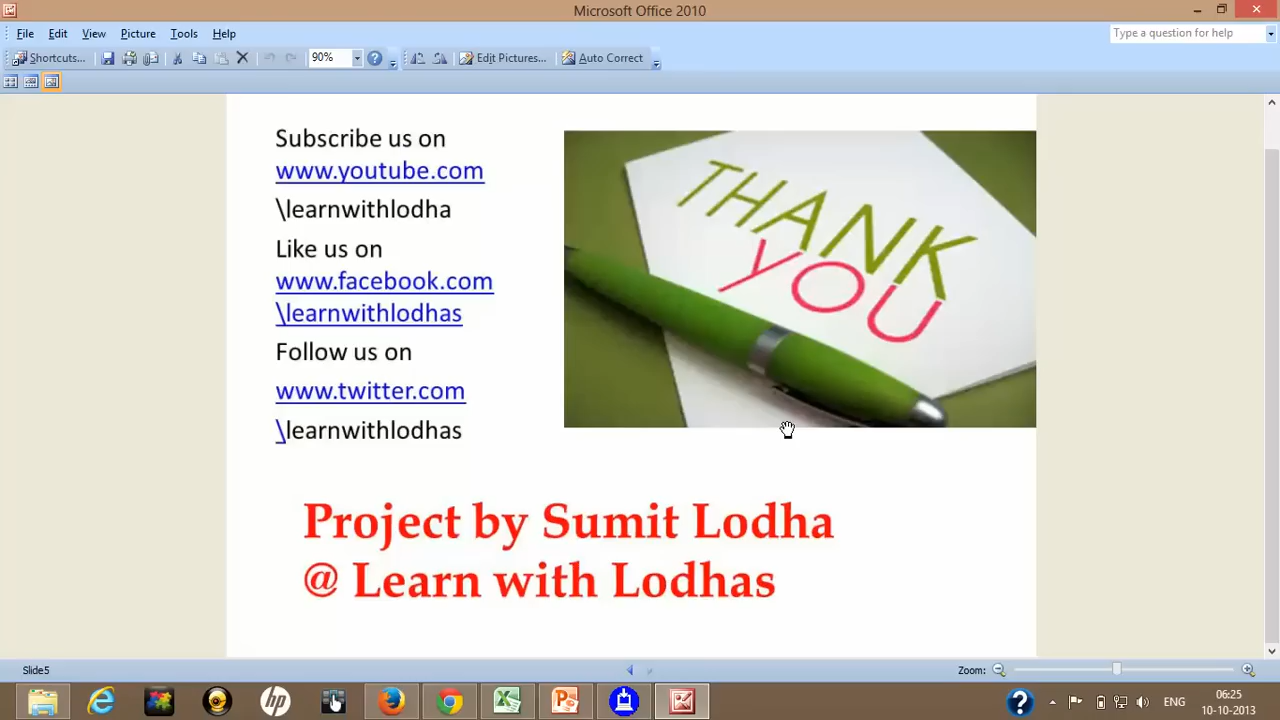 Microsoft Office 2010
File Edit View Picture Tools Help
Type a question for help
Shortcuts... 90% Edit Pictures... Auto Correct
Subscribe us on
www.youtube.com
\learnwithlodha
Like us on
www.facebook.com
\learnwithlodhas
Follow us on
www.twitter.com
\learnwithlodhas
THANK
YOU
Project by Sumit Lodha
@ Learn with Lodhas
Slide5
Zoom:
hp
ENG
06:25
10-10-2013